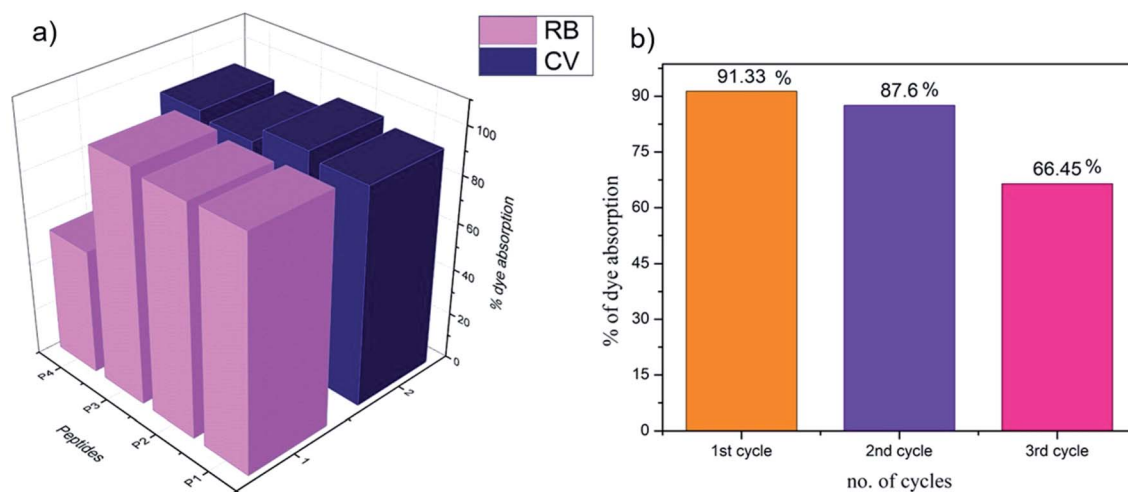 a)
RB
CV
100
80
60
40
20
0
% dye absorption
P4
P3
P2
P1
Peptides
1
2
b)
91.33 %
87.6 %
66.45 %
90
75
60
45
30
15
0
% of dye absorption
1st cycle 2nd cycle 3rd cycle
no. of cycles